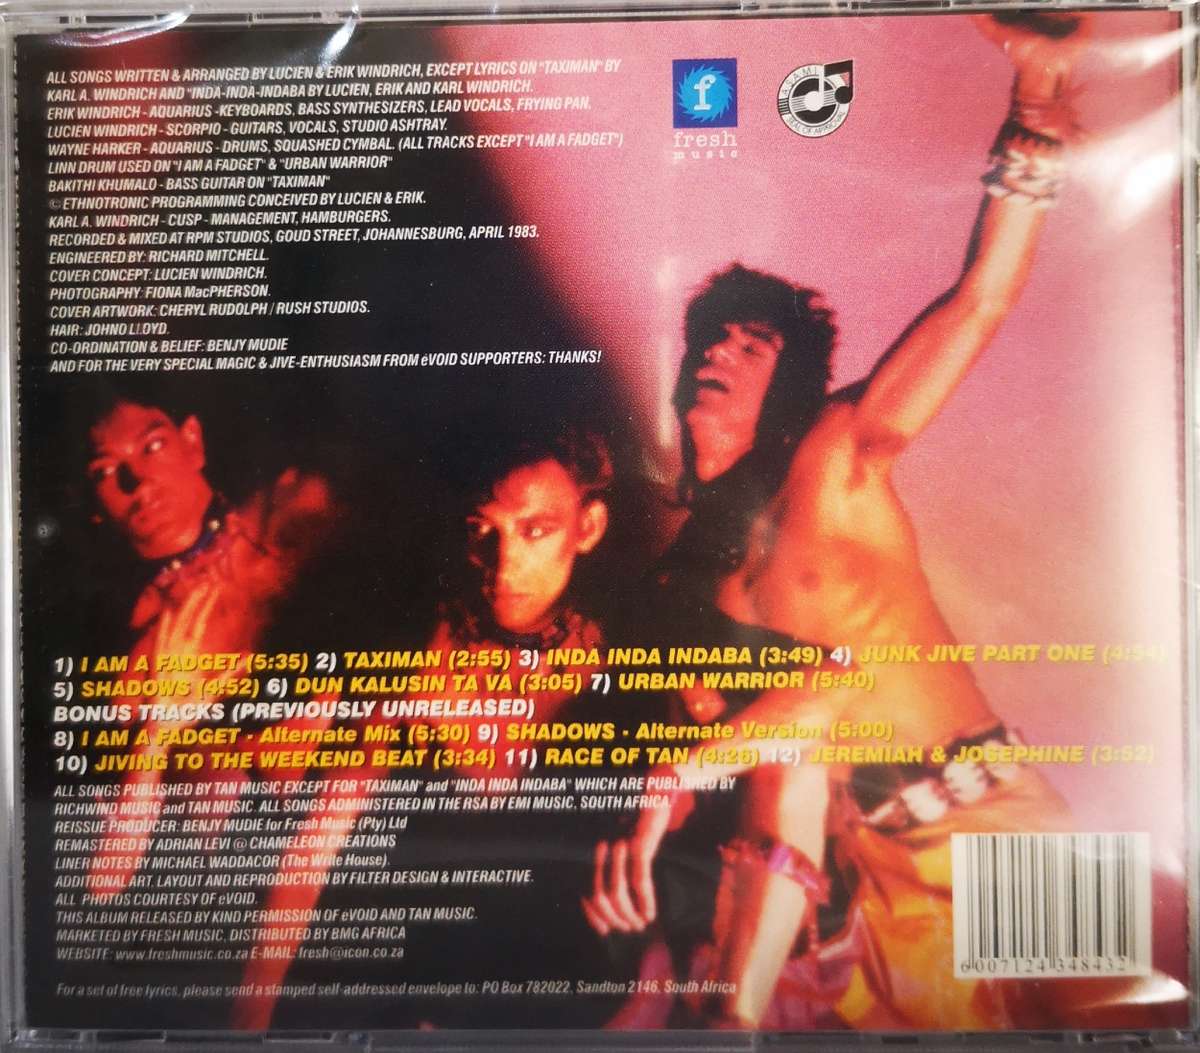 ALL SONGS WRITTEN & ARRANGED BY LUCIEN & ERIK WINDRICH, EXCEPT LYRICS ON "TAXIMAN" BY
KARL A. WINDRICH AND "INDA-INDA-INDABA BY LUCIEN, ERIK AND KARL WINDRICH.
ERIK WINDRICH - AQUARIUS -KEYBOARDS, BASS SYNTHESIZERS, LEAD VOCALS, FRYING PAN.
LUCIEN WINDRICH - SCORPIO - GUITARS, VOCALS, STUDIO ASHTRAY.
WAYNE HARKER - AQUARIUS - DRUMS, SQUASHED CYMBAL. (ALL TRACKS EXCEPT "I AM A FADGET")
LINN DRUM USED ON "I AM A FADGET" & "URBAN WARRIOR"
BAKITHI KHUMALO - BASS GUITAR ON "TAXIMAN"
© ETHNOTRONIC PROGRAMMING CONCEIVED BY LUCIEN & ERIK.
KARL A. WINDRICH - CUSP - MANAGEMENT, HAMBURGERS.
RECORDED & MIXED AT RPM STUDIOS, GOUD STREET, JOHANNESBURG, APRIL 1983.
ENGINEERED BY: RICHARD MITCHELL.
COVER CONCEPT: LUCIEN WINDRICH.
PHOTOGRAPHY: FIONA MacPHERSON.
COVER ARTWORK: CHERYL RUDOLPH / RUSH STUDIOS.
HAIR: JOHNO LLOYD.
CO-ORDINATION & BELIEF: BENJY MUDIE
AND FOR THE VERY SPECIAL MAGIC & JIVE-ENTHUSIASM FROM eVOID SUPPORTERS: THANKS!
f
fresh
music
A.S.A.M.I.
SEAL OF APPROVAL
1) I AM A FADGET (5:35) 2) TAXIMAN (2:55) 3) INDA INDA INDABA (3:49) 4) JUNK JIVE PART ONE (4:54)
5) SHADOWS (4:52) 6) DUN KALUSIN TA VA (3:05) 7) URBAN WARRIOR (5:40)
BONUS TRACKS (PREVIOUSLY UNRELEASED)
8) I AM A FADGET - Alternate Mix (5:30) 9) SHADOWS - Alternate Version (5:00)
10) JIVING TO THE WEEKEND BEAT (3:34) 11) RACE OF TAN (4:26) 12) JEREMIAH & JOSEPHINE (3:52)
ALL SONGS PUBLISHED BY TAN MUSIC EXCEPT FOR "TAXIMAN" and "INDA INDA INDABA" WHICH ARE PUBLISHED BY
RICHWIND MUSIC and TAN MUSIC. ALL SONGS ADMINISTERED IN THE RSA BY EMI MUSIC, SOUTH AFRICA.
REISSUE PRODUCER: BENJY MUDIE for Fresh Music (Pty) Ltd
REMASTERED BY ADRIAN LEVI @ CHAMELEON CREATIONS
LINER NOTES BY MICHAEL WADDACOR (The Write House).
ADDITIONAL ART, LAYOUT AND REPRODUCTION BY FILTER DESIGN & INTERACTIVE.
ALL PHOTOS COURTESY OF eVOID.
THIS ALBUM RELEASED BY KIND PERMISSION OF eVOID AND TAN MUSIC.
MARKETED BY FRESH MUSIC, DISTRIBUTED BY BMG AFRICA
WEBSITE: www.freshmusic.co.za E-MAIL: fresh@icon.co.za
For a set of free lyrics, please send a stamped self-addressed envelope to: PO Box 782022, Sandton 2146, South Africa
6 007124 348432